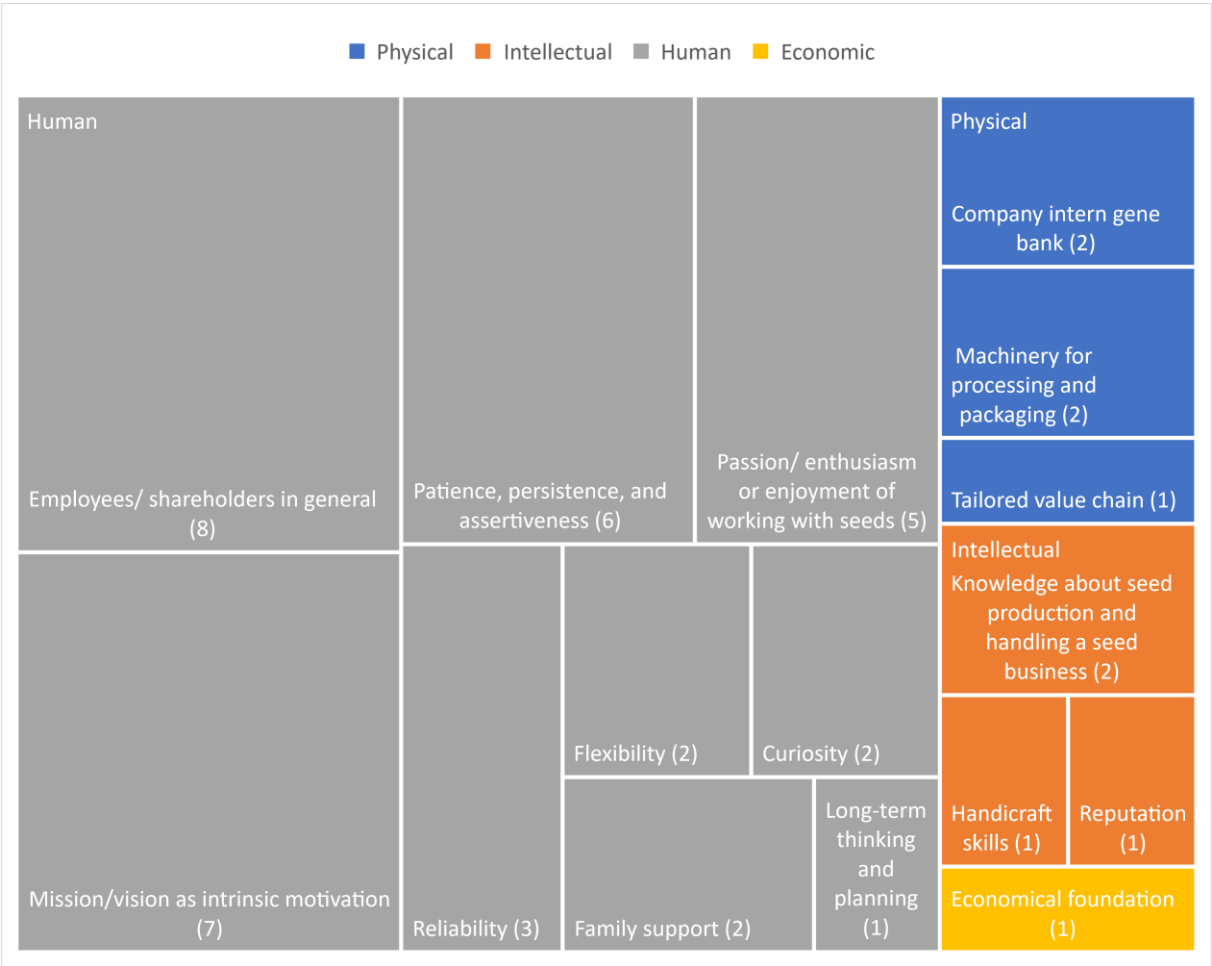 Physical Intellectual Human Economic
Human
Employees/ shareholders in general
(8)
Mission/vision as intrinsic motivation
(7)
Patience, persistence, and
assertiveness (6)
Passion/ enthusiasm
or enjoyment of
working with seeds (5)
Reliability (3)
Flexibility (2)
Curiosity (2)
Family support (2)
Long-term
thinking
and
planning
(1)
Physical
Company intern gene
bank (2)
Machinery for
processing and
packaging (2)
Tailored value chain (1)
Intellectual
Knowledge about seed
production and
handling a seed
business (2)
Handicraft
skills (1)
Reputation
(1)
Economical foundation
(1)